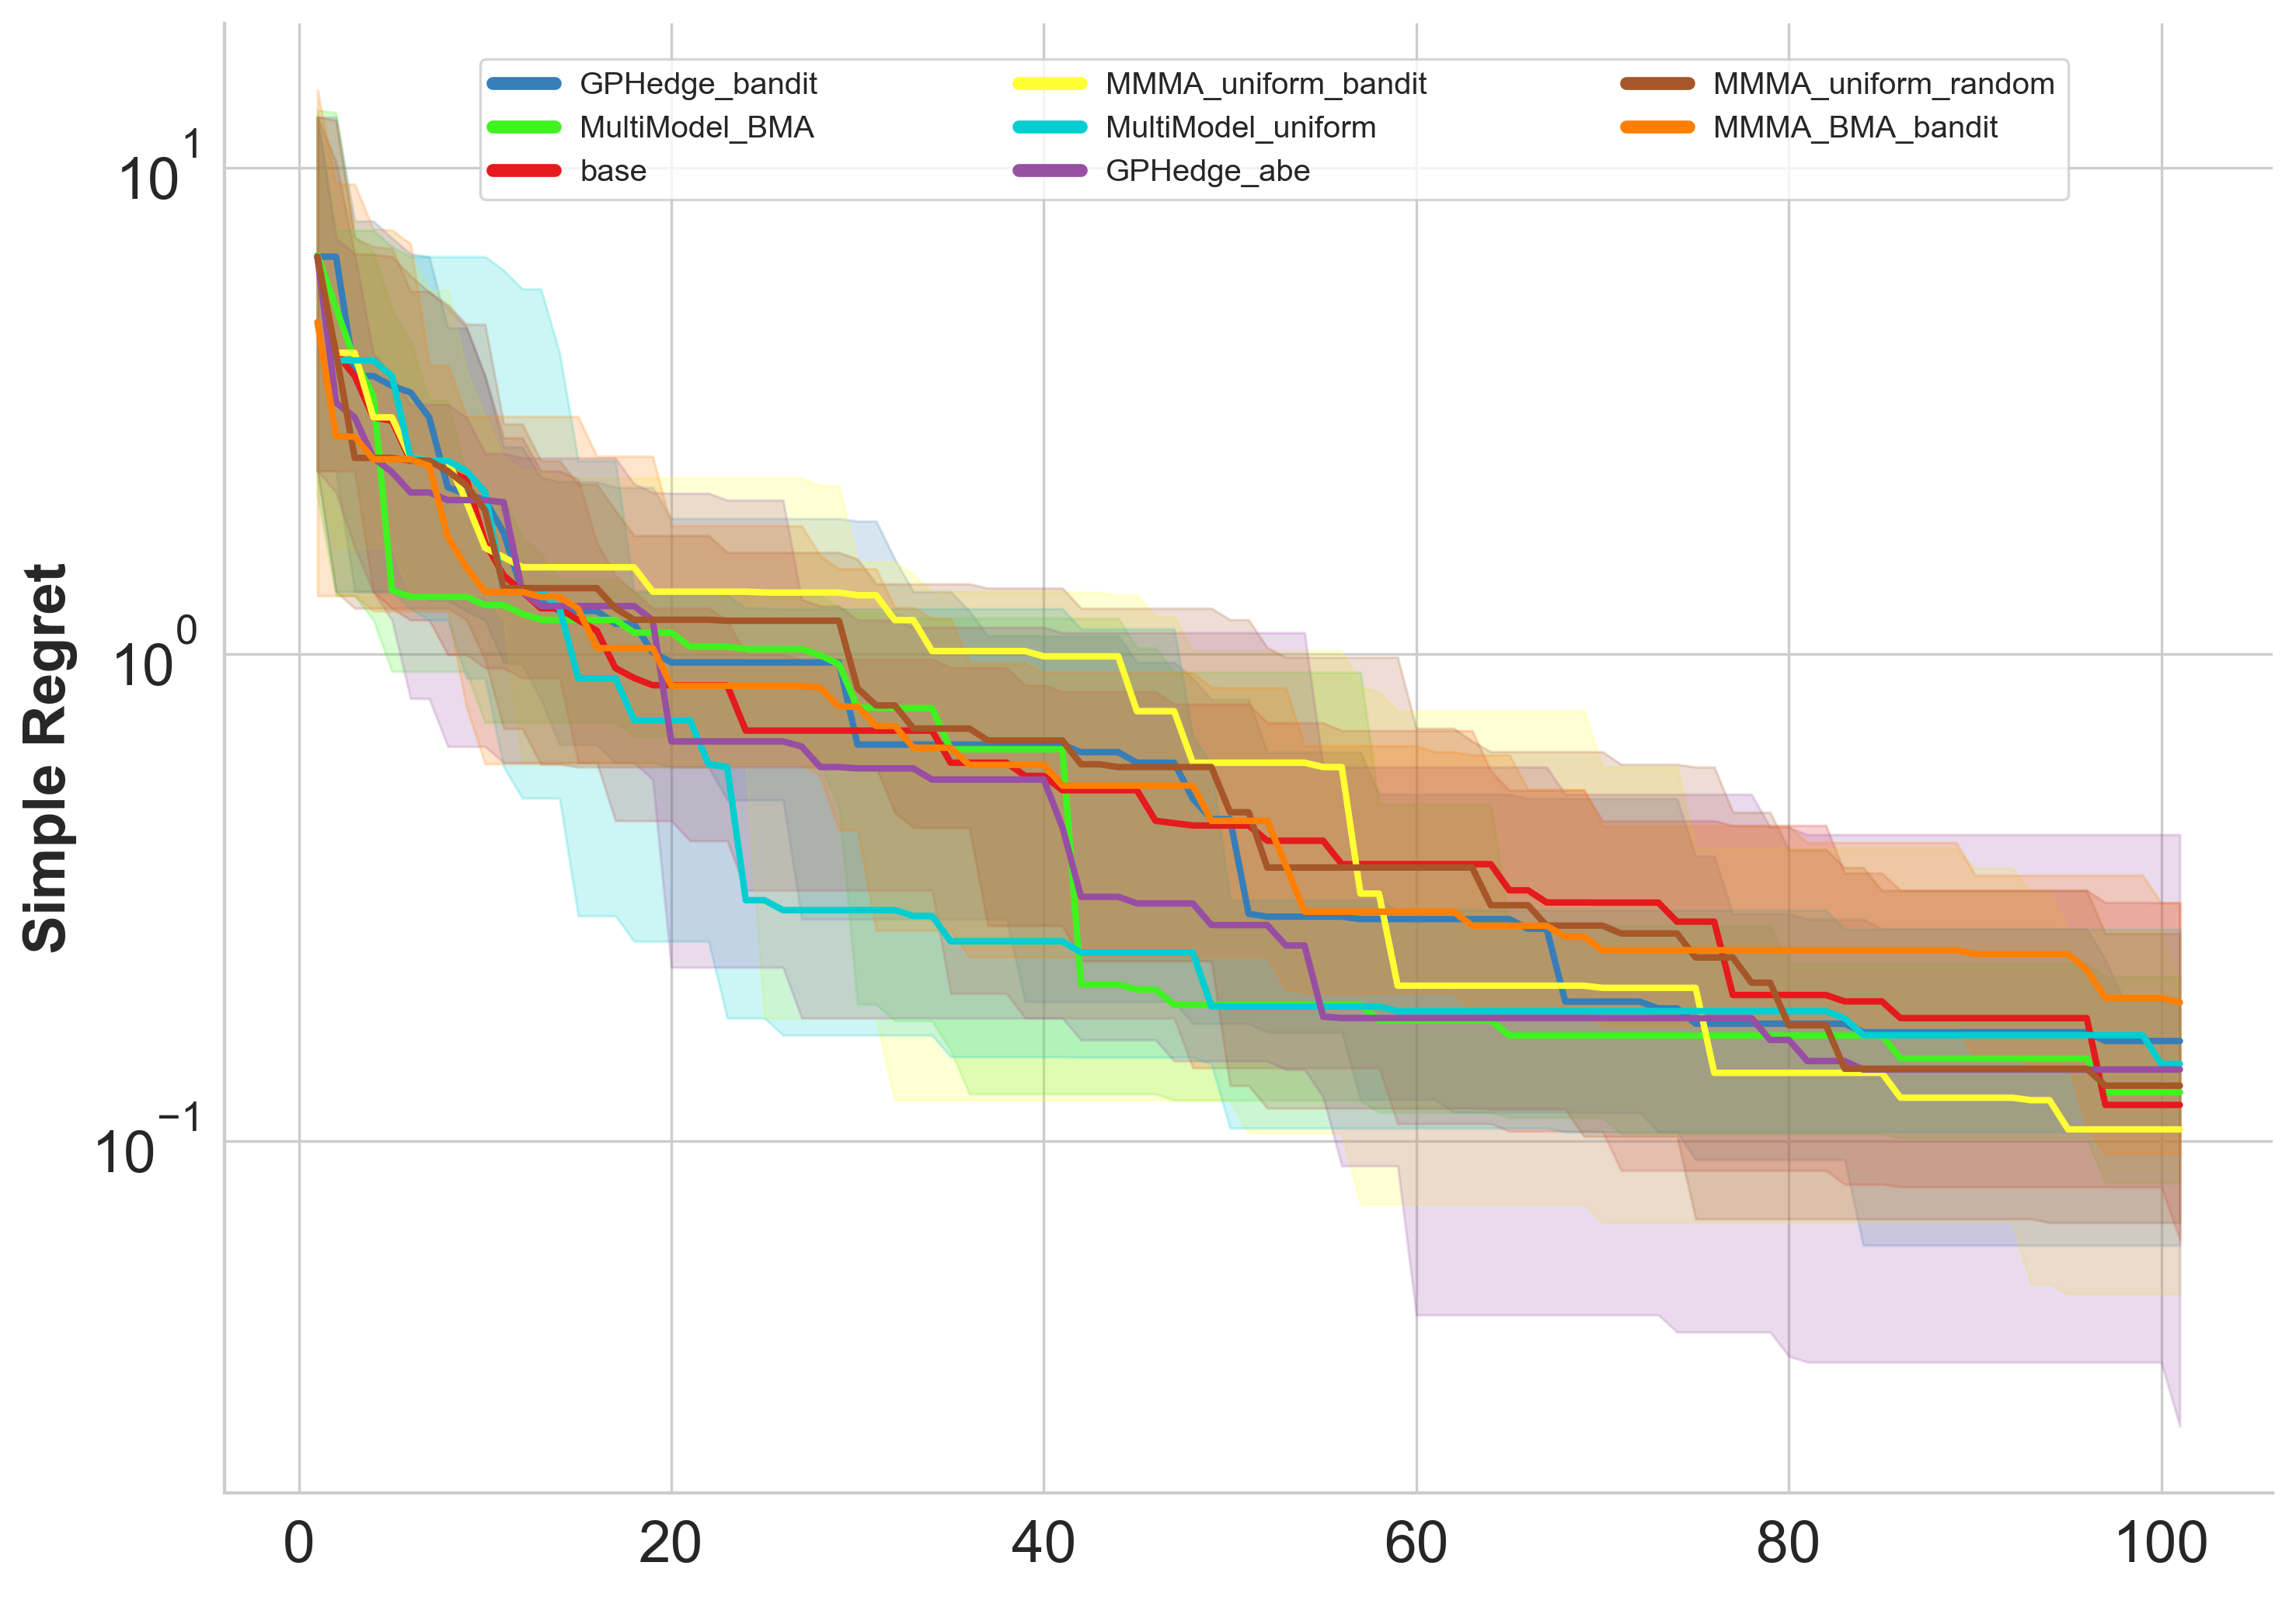 GPHedge_bandit
MultiModel_BMA
base
MMMA_uniform_bandit
MultiModel_uniform
GPHedge_abe
MMMA_uniform_random
MMMA_BMA_bandit
Simple Regret
10^1
10^0
10^−1
0 20 40 60 80 100